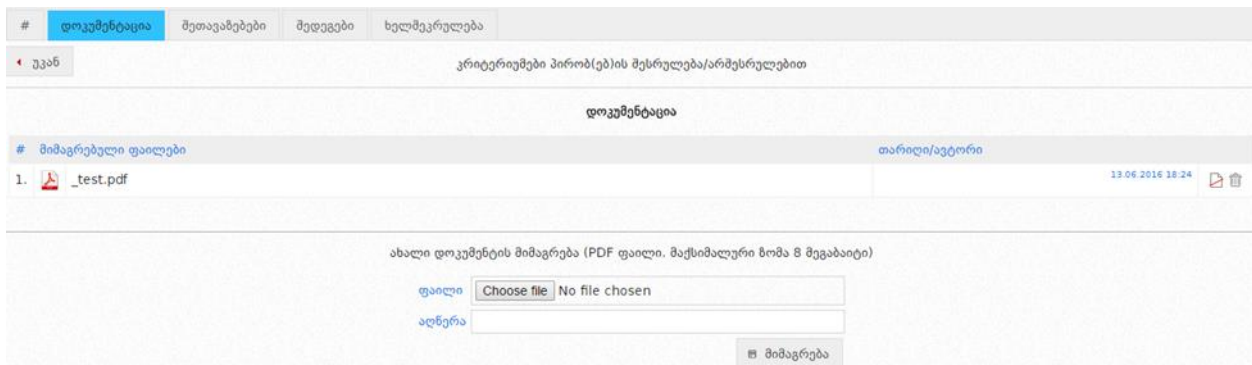 # დოკუმენტაცია შეთავაზებები შედეგები ხელშეკრულება
უკან კრიტერიუმები პირობ(ებ)ის შესრულება/არშესრულებით
დოკუმენტაცია
# მიმაგრებული ფაილები თარიღი/ავტორი
1. _test.pdf 13.06.2016 18:24
ახალი დოკუმენტის მიმაგრება (PDF ფაილი. მაქსიმალური ზომა 8 მეგაბაიტი)
ფაილი Choose file No file chosen
აღწერა
მიმაგრება